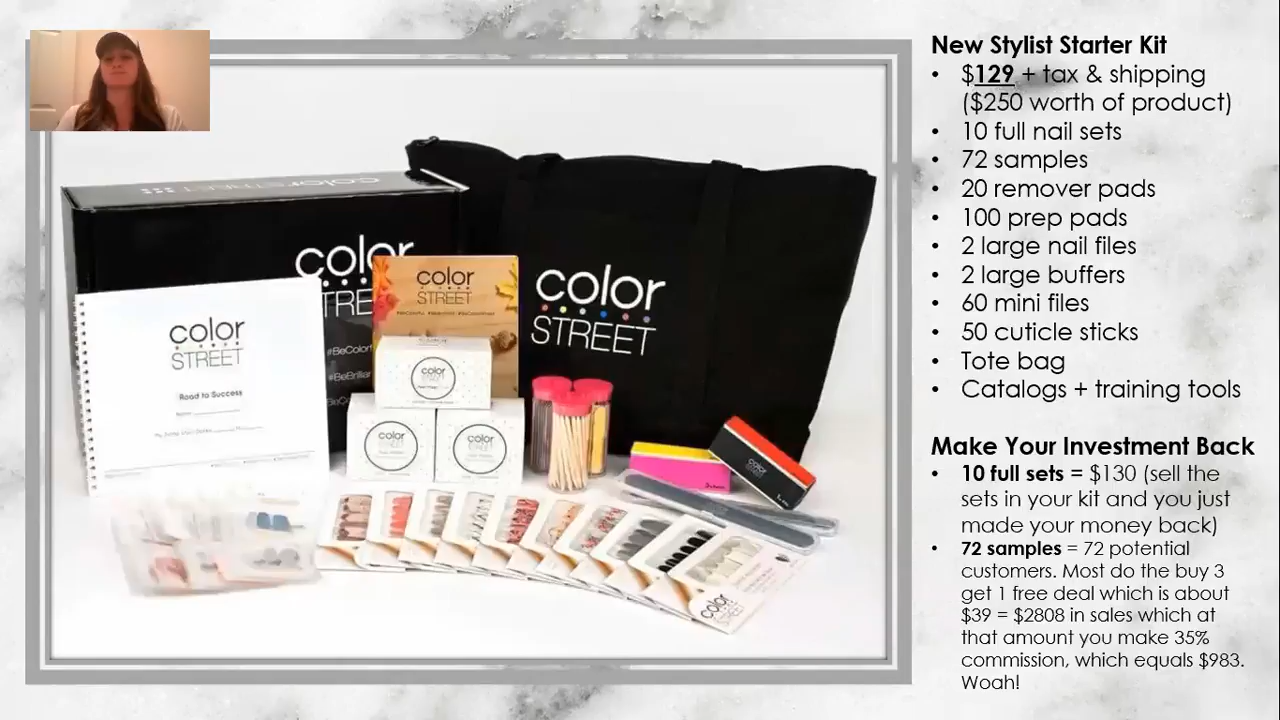 New Stylist Starter Kit
• $129 + tax & shipping
($250 worth of product)
• 10 full nail sets
• 72 samples
• 20 remover pads
• 100 prep pads
• 2 large nail files
• 2 large buffers
• 60 mini files
• 50 cuticle sticks
• Tote bag
• Catalogs + training tools
Make Your Investment Back
• 10 full sets = $130 (sell the
sets in your kit and you just
made your money back)
• 72 samples = 72 potential
customers. Most do the buy 3
get 1 free deal which is about
$39 = $2808 in sales which at
that amount you make 35%
commission, which equals $983.
Woah!
color
color
STREET
color
STREET
color
STREET
Road to Success
color
color
color
color
STREET